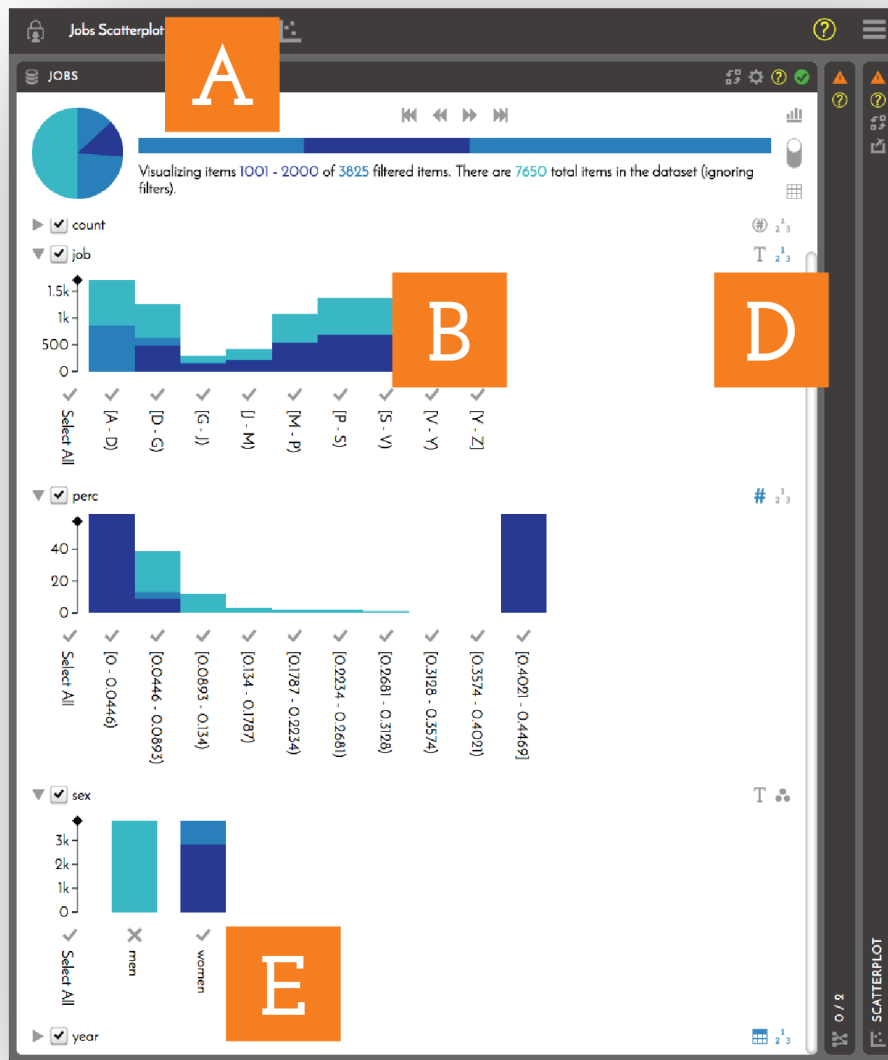 Jobs Scatterplot
A
JOBS
Visualizing items 1001 - 2000 of 3825 filtered items. There are 7650 total items in the dataset (ignoring
filters).
count
job
1.5k
1k
500
0
B
D
Select All
[A - D)
[D - G)
[G - J)
[J - M)
[M - P)
[P - S)
[S - V)
[V - Y)
[Y - Z]
perc
40
20
0
Select All
[0 - 0.0446)
[0.0446 - 0.0893)
[0.0893 - 0.134)
[0.134 - 0.1787)
[0.1787 - 0.2234)
[0.2234 - 0.2681)
[0.2681 - 0.3128)
[0.3128 - 0.3574)
[0.3574 - 0.4021)
[0.4021 - 0.4469]
sex
3k
2k
1k
0
Select All
men
women
E
year
0 / 2
SCATTERPLOT